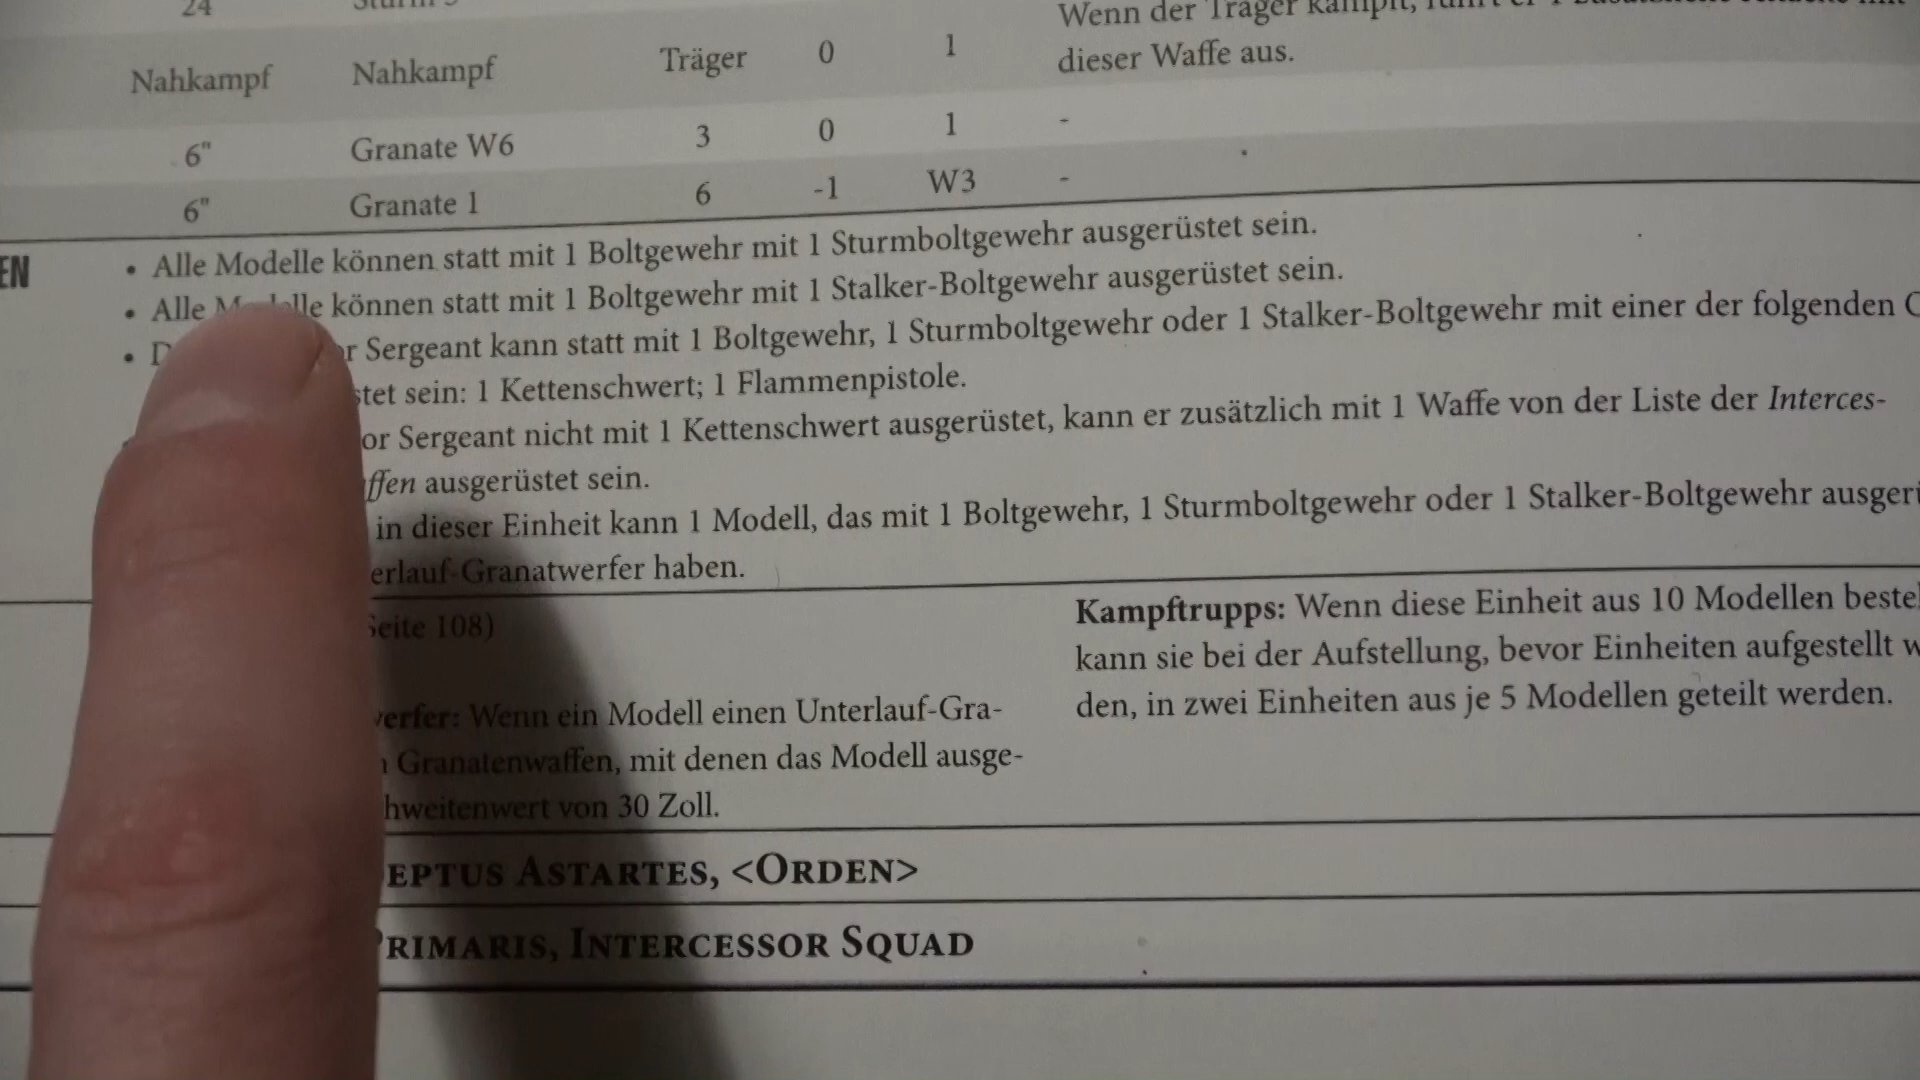 24
Wenn der Träger
Nahkampf Nahkampf Träger 0 1 dieser Waffe aus.
6" Granate W6 3 0 1 -
6" Granate 1 6 -1 W3 -
EN • Alle Modelle können statt mit 1 Boltgewehr mit 1 Sturmboltgewehr ausgerüstet sein.
• Alle können statt mit 1 Boltgewehr mit 1 Stalker-Boltgewehr ausgerüstet sein.
• Sergeant kann statt mit 1 Boltgewehr, 1 Sturmboltgewehr oder 1 Stalker-Boltgewehr mit einer der folgenden
sein: 1 Kettenschwert; 1 Flammenpistole.
or Sergeant nicht mit 1 Kettenschwert ausgerüstet, kann er zusätzlich mit 1 Waffe von der Liste der Interces-
ffen ausgerüstet sein.
in dieser Einheit kann 1 Modell, das mit 1 Boltgewehr, 1 Sturmboltgewehr oder 1 Stalker-Boltgewehr ausger
erlauf-Granatwerfer haben.
Seite 108)
verfer: Wenn ein Modell einen Unterlauf-Gra-
Granatenwaffen, mit denen das Modell ausge-
hweitenwert von 30 Zoll.
Kampftrupps: Wenn diese Einheit aus 10 Modellen beste
kann sie bei der Aufstellung, bevor Einheiten aufgestellt w
den, in zwei Einheiten aus je 5 Modellen geteilt werden.
EPTUS ASTARTES, <ORDEN>
PRIMARIS, INTERCESSOR SQUAD